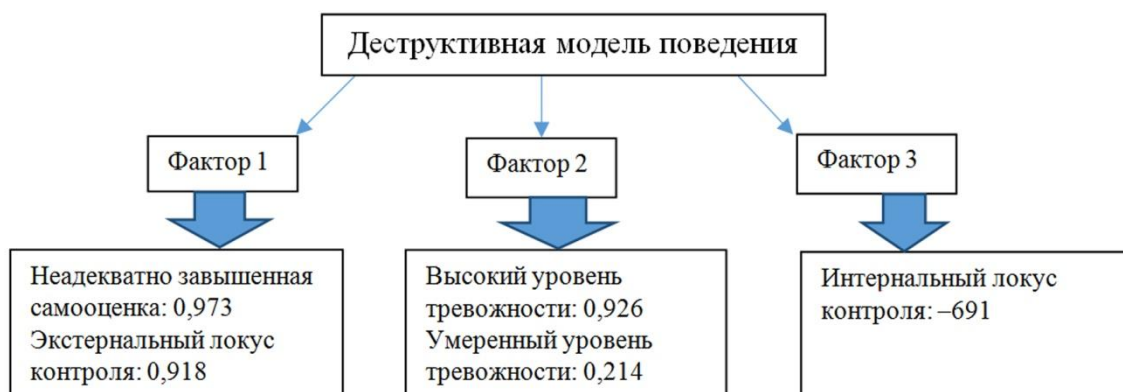 Деструктивная модель поведения
Фактор 1
Фактор 2
Фактор 3
Неадекватно завышенная
самооценка: 0,973
Экстернальный локус
контроля: 0,918
Высокий уровень
тревожности: 0,926
Умеренный уровень
тревожности: 0,214
Интернальный локус
контроля: –691